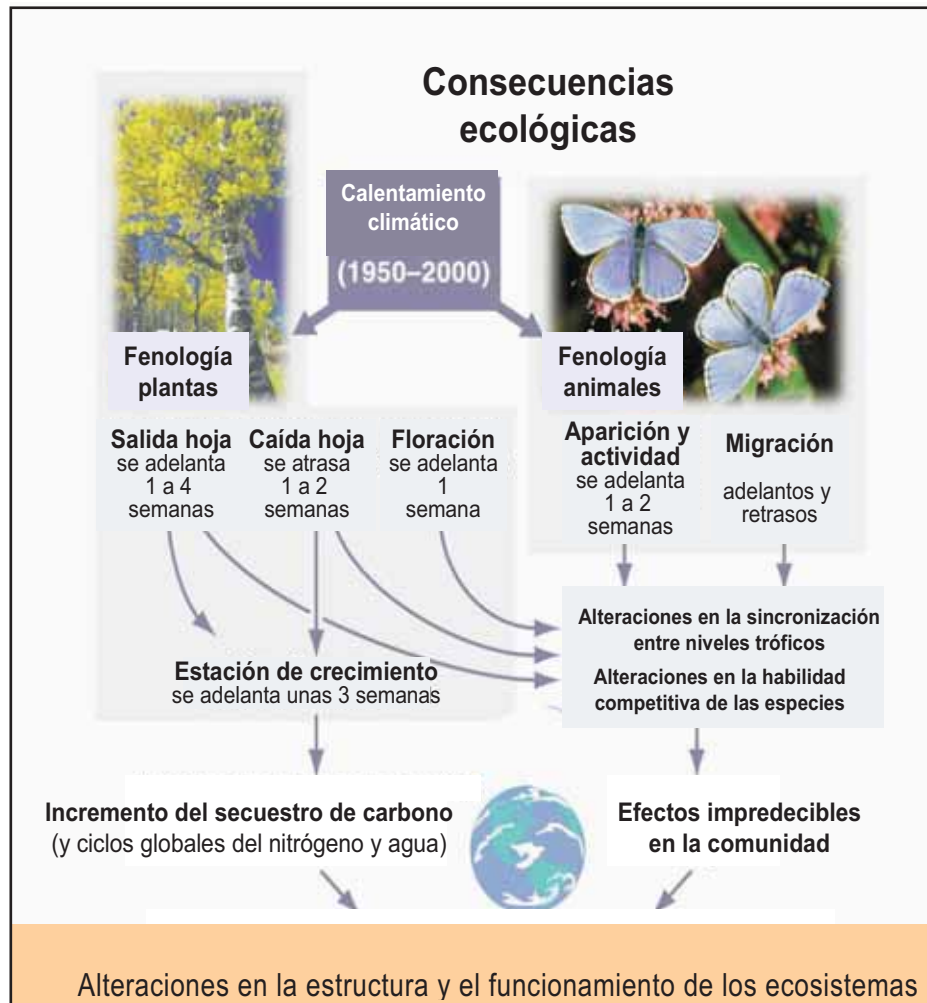 Consecuencias
ecológicas
Calentamiento
climático
(1950–2000)
Fenología
plantas
Fenología
animales
Salida hoja
se adelanta
1 a 4
semanas
Caída hoja
se atrasa
1 a 2
semanas
Floración
se adelanta
1
semana
Aparición y
actividad
se adelanta
1 a 2
semanas
Migración
adelantos y
retrasos
Alteraciones en la sincronización
entre niveles tróficos
Alteraciones en la habilidad
competitiva de las especies
Estación de crecimiento
se adelanta unas 3 semanas
Incremento del secuestro de carbono
(y ciclos globales del nitrógeno y agua)
Efectos impredecibles
en la comunidad
Alteraciones en la estructura y el funcionamiento de los ecosistemas